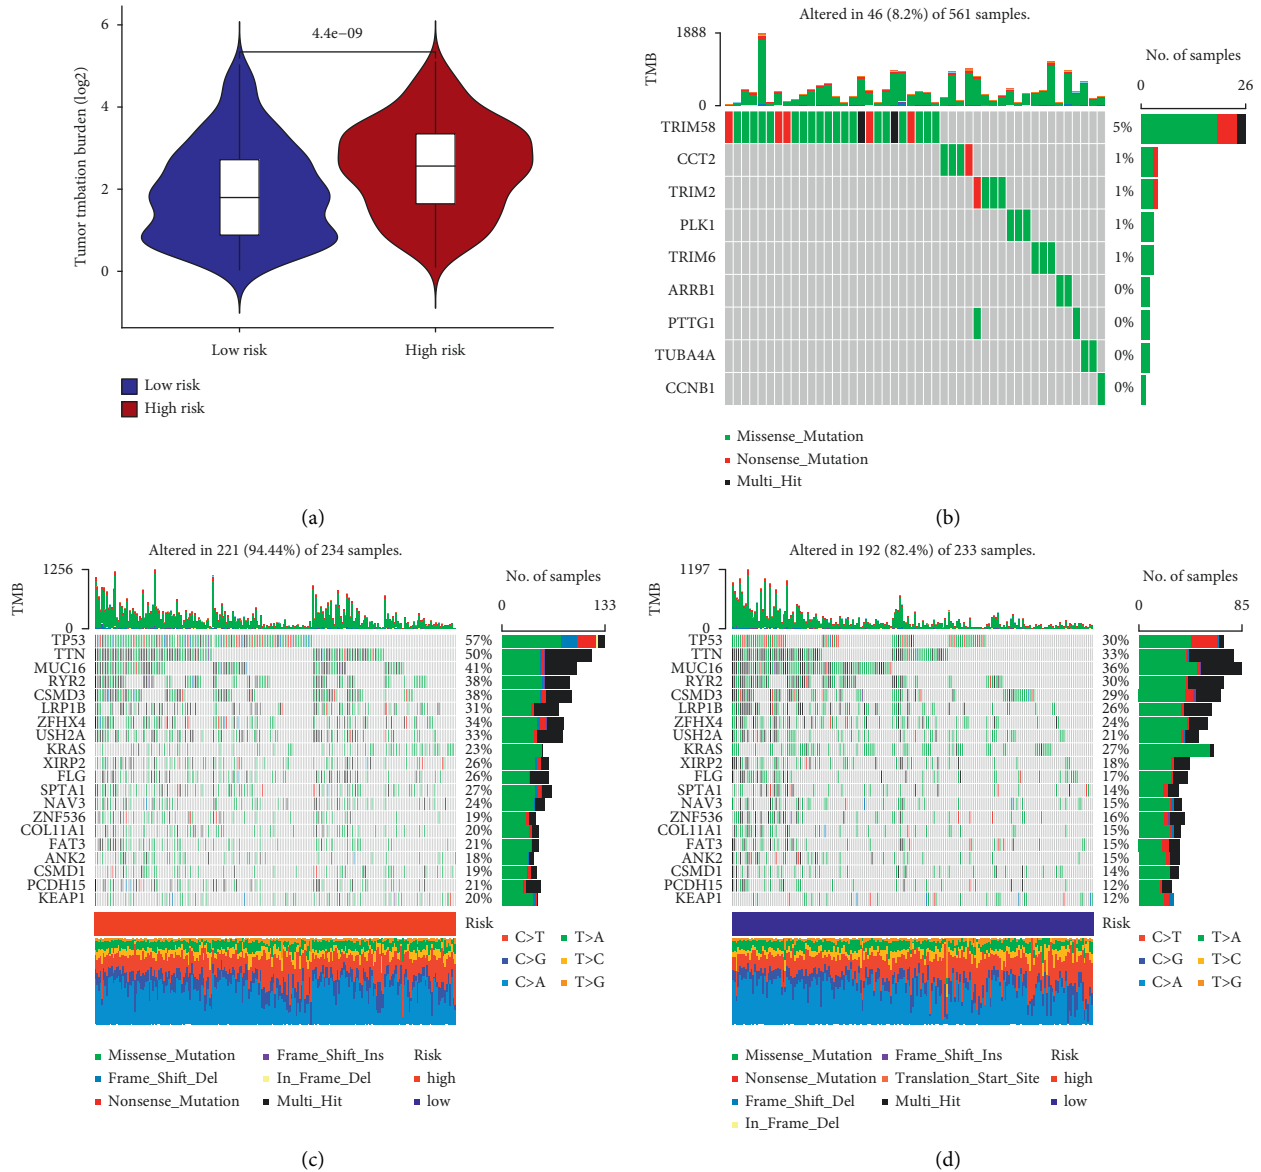 6
4
2
0
Tumor tmbation burden (log2)
4.4e−09
Low risk
High risk
Low risk
High risk
(a)
Altered in 46 (8.2%) of 561 samples.
1888
0
TMB
No. of samples
0 26
TRIM58 5%
CCT2 1%
TRIM2 1%
PLK1 1%
TRIM6 1%
ARRB1 0%
PTTG1 0%
TUBA4A 0%
CCNB1 0%
Missense_Mutation
Nonsense_Mutation
Multi_Hit
(b)
Altered in 221 (94.44%) of 234 samples.
1256
0
TMB
No. of samples
0 133
TP53 57%
TTN 50%
MUC16 41%
RYR2 38%
CSMD3 38%
LRP1B 31%
ZFHX4 34%
USH2A 33%
KRAS 23%
XIRP2 26%
FLG 26%
SPTA1 27%
NAV3 24%
ZNF536 19%
COL11A1 20%
FAT3 21%
ANK2 18%
CSMD1 19%
PCDH15 21%
KEAP1 20%
Risk
C>T T>A
C>G T>C
C>A T>G
Missense_Mutation Frame_Shift_Ins Risk
Frame_Shift_Del In_Frame_Del high
Nonsense_Mutation Multi_Hit low
(c)
Altered in 192 (82.4%) of 233 samples.
1197
0
TMB
No. of samples
0 85
TP53 30%
TTN 33%
MUC16 36%
RYR2 30%
CSMD3 29%
LRP1B 26%
ZFHX4 24%
USH2A 21%
KRAS 27%
XIRP2 18%
FLG 17%
SPTA1 14%
NAV3 15%
ZNF536 16%
COL11A1 15%
FAT3 15%
ANK2 15%
CSMD1 14%
PCDH15 12%
KEAP1 12%
Risk
C>T T>A
C>G T>C
C>A T>G
Missense_Mutation Frame_Shift_Ins Risk
Nonsense_Mutation Translation_Start_Site high
Frame_Shift_Del Multi_Hit low
In_Frame_Del
(d)